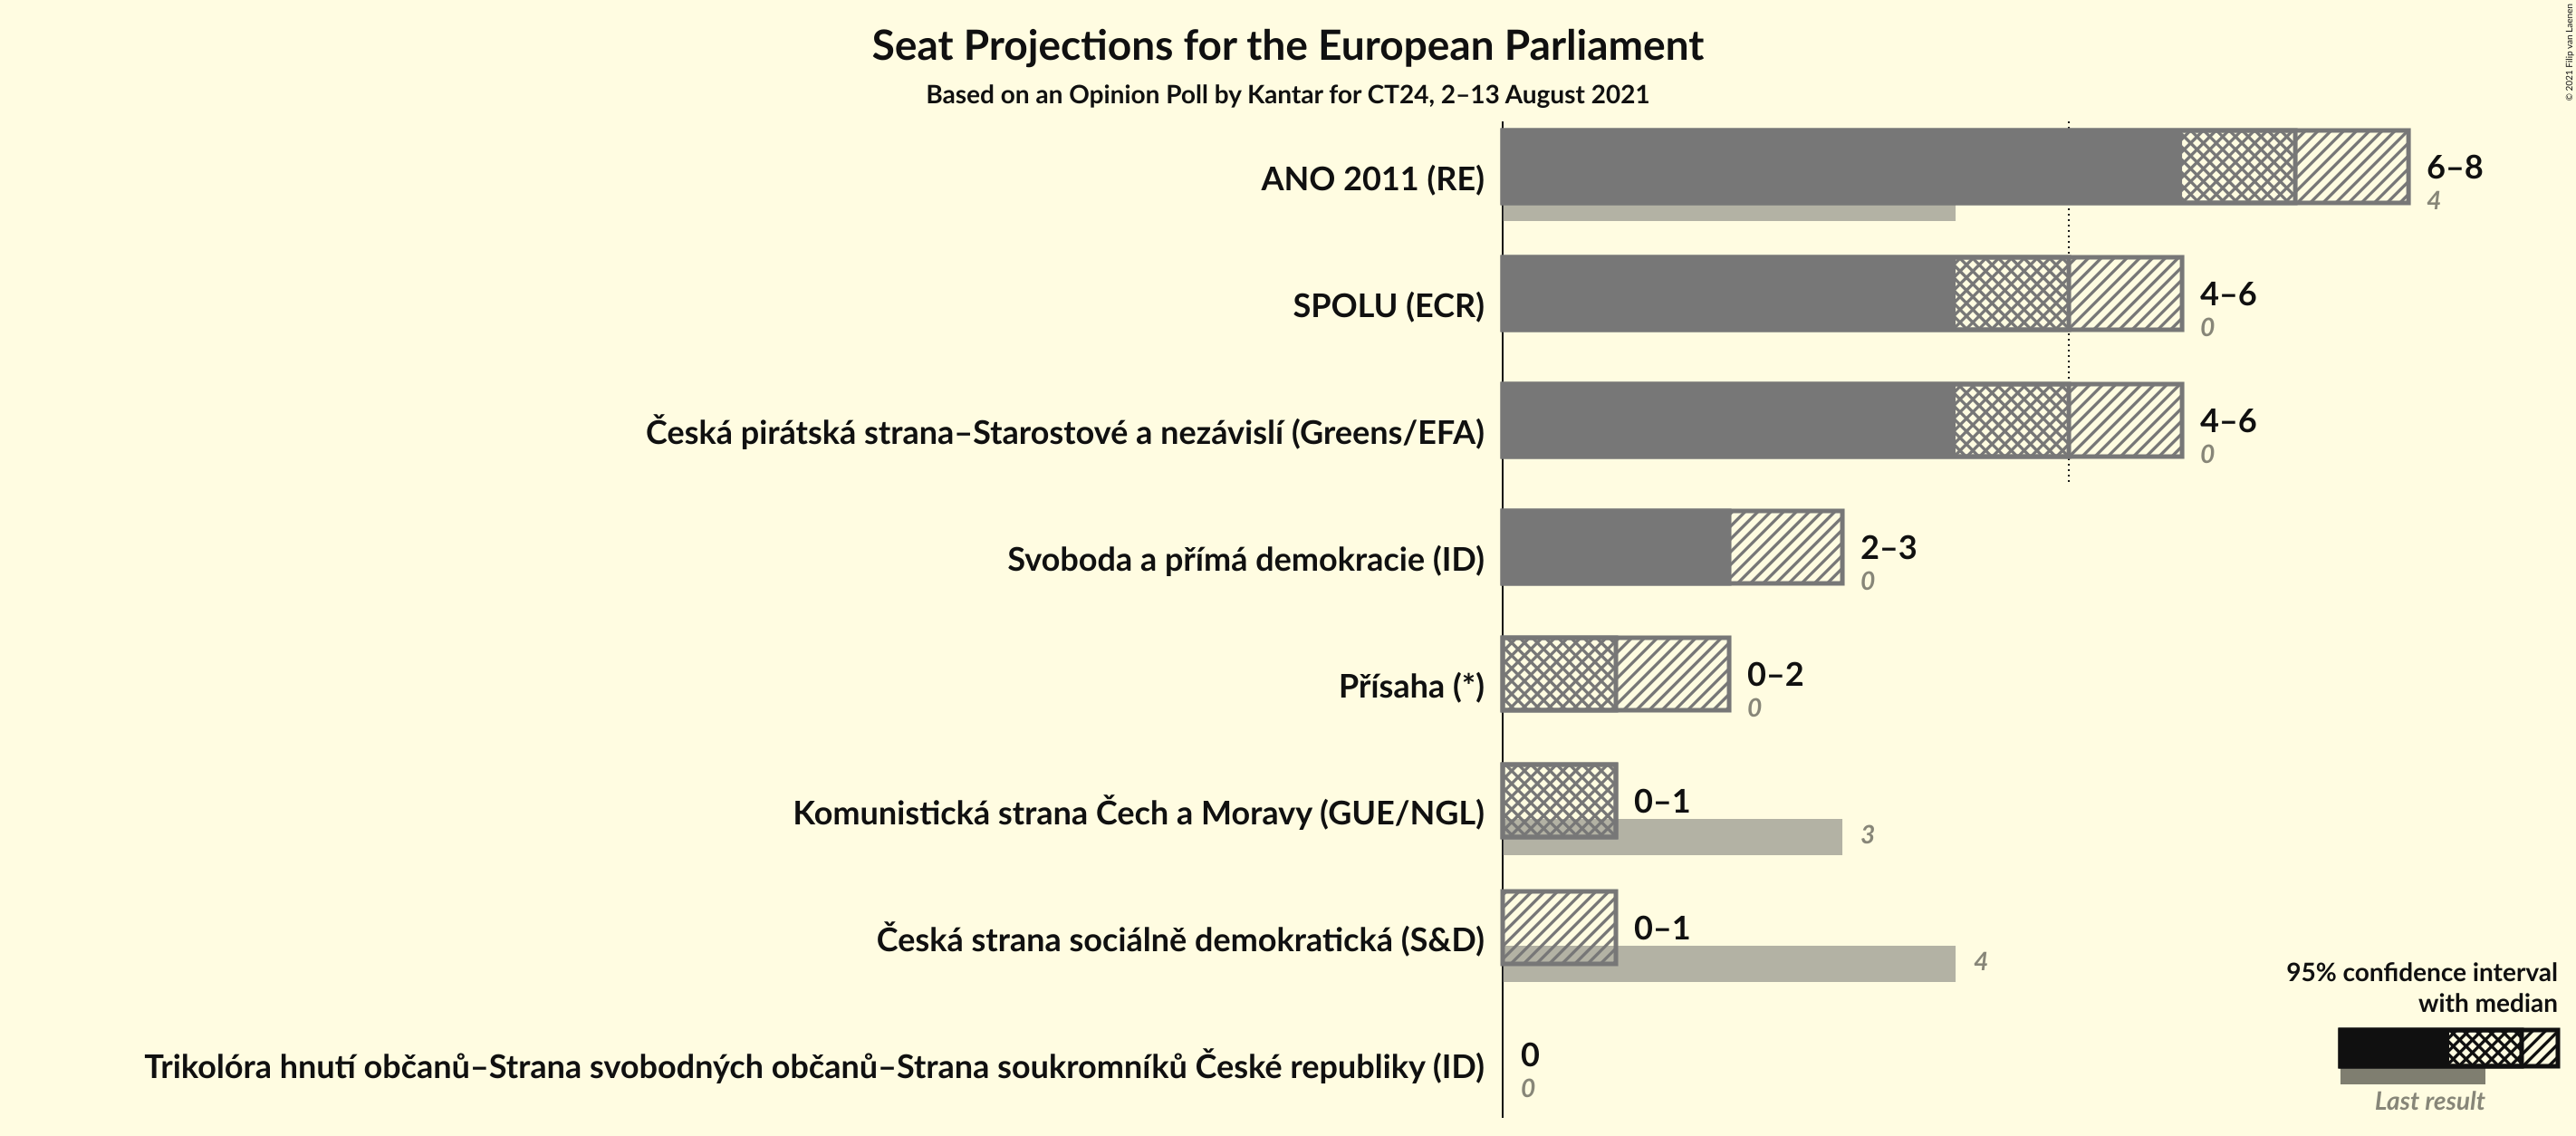 Seat Projections for the European Parliament
Based on an Opinion Poll by Kantar for CT24, 2–13 August 2021
© 2021 Filip van Laenen
ANO 2011 (RE)
6–8
4
SPOLU (ECR)
4–6
0
Česká pirátská strana–Starostové a nezávislí (Greens/EFA)
4–6
0
Svoboda a přímá demokracie (ID)
2–3
0
Přísaha (*)
0–2
0
Komunistická strana Čech a Moravy (GUE/NGL)
0–1
3
Česká strana sociálně demokratická (S&D)
0–1
4
Trikolóra hnutí občanů–Strana svobodných občanů–Strana soukromníků České republiky (ID)
0
0
95% confidence interval
with median
Last result